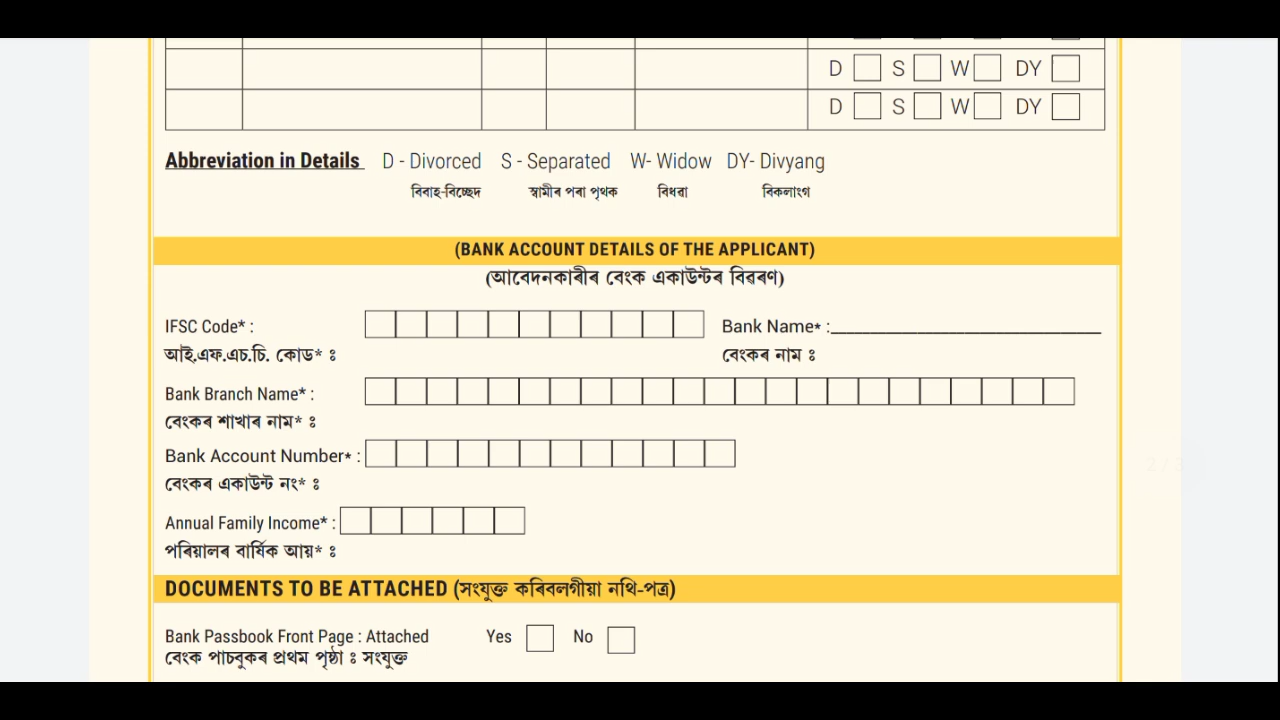 D S W DY
D S W DY
Abbreviation in Details D - Divorced S - Separated W- Widow DY- Divyang
বিবাহ-বিচ্ছেদ স্বামীৰ পৰা পৃথক বিধৱা বিকলাংগ
(BANK ACCOUNT DETAILS OF THE APPLICANT)
(আবেদনকাৰীৰ বেংক একাউন্টৰ বিৱৰণ)
IFSC Code* : Bank Name* :
আই.এফ.এচ.চি. কোড* ঃ বেংকৰ নাম ঃ
Bank Branch Name* :
বেংকৰ শাখাৰ নাম* ঃ
Bank Account Number* :
বেংকৰ একাউন্ট নং* ঃ
Annual Family Income* :
পৰিয়ালৰ বাৰ্ষিক আয়* ঃ
DOCUMENTS TO BE ATTACHED (সংযুক্ত কৰিবলগীয়া নথি-পত্ৰ)
Bank Passbook Front Page : Attached Yes No
বেংক পাচবুকৰ প্ৰথম পৃষ্ঠা ঃ সংযুক্ত